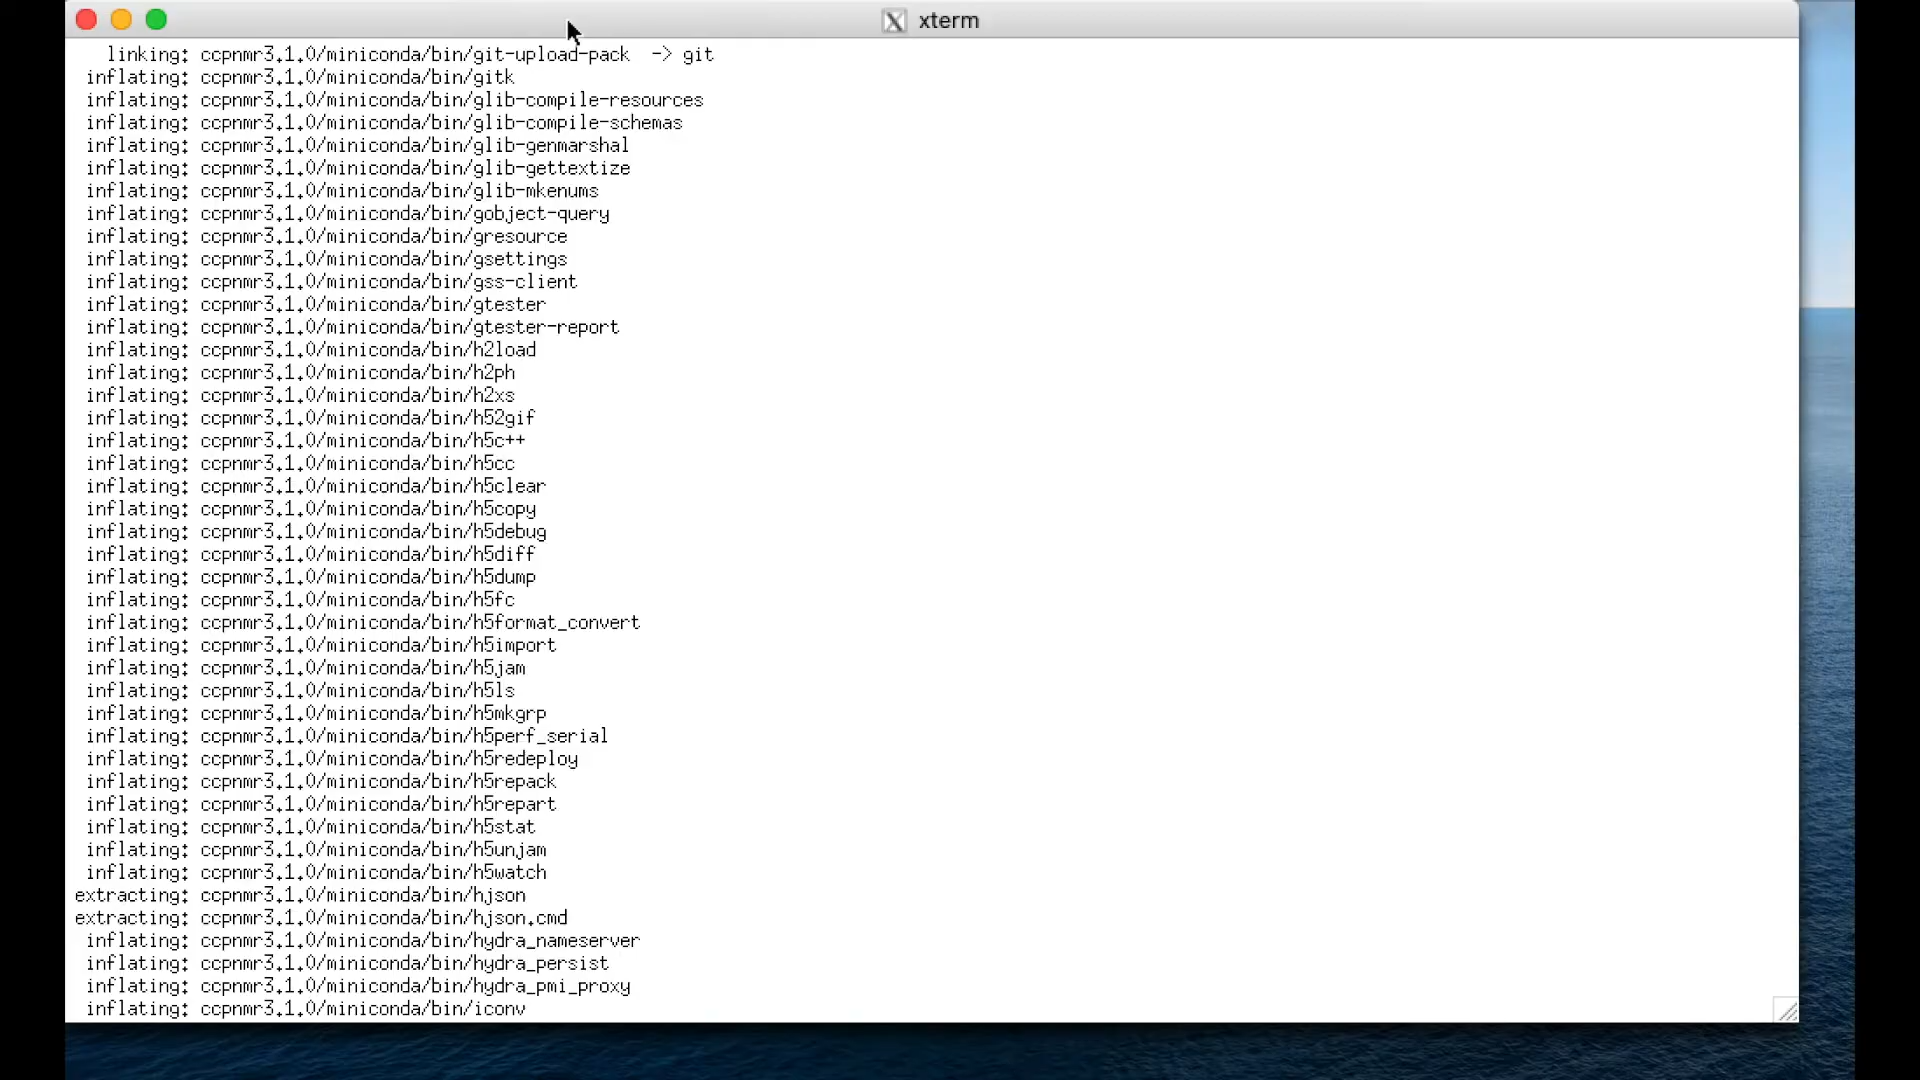 xterm
linking: ccpnmr3.1.0/miniconda/bin/git-upload-pack  -> git
inflating: ccpnmr3.1.0/miniconda/bin/gitk
inflating: ccpnmr3.1.0/miniconda/bin/glib-compile-resources
inflating: ccpnmr3.1.0/miniconda/bin/glib-compile-schemas
inflating: ccpnmr3.1.0/miniconda/bin/glib-genmarshal
inflating: ccpnmr3.1.0/miniconda/bin/glib-gettextize
inflating: ccpnmr3.1.0/miniconda/bin/glib-mkenums
inflating: ccpnmr3.1.0/miniconda/bin/gobject-query
inflating: ccpnmr3.1.0/miniconda/bin/gresource
inflating: ccpnmr3.1.0/miniconda/bin/gsettings
inflating: ccpnmr3.1.0/miniconda/bin/gss-client
inflating: ccpnmr3.1.0/miniconda/bin/gtester
inflating: ccpnmr3.1.0/miniconda/bin/gtester-report
inflating: ccpnmr3.1.0/miniconda/bin/h2load
inflating: ccpnmr3.1.0/miniconda/bin/h2ph
inflating: ccpnmr3.1.0/miniconda/bin/h2xs
inflating: ccpnmr3.1.0/miniconda/bin/h52gif
inflating: ccpnmr3.1.0/miniconda/bin/h5c++
inflating: ccpnmr3.1.0/miniconda/bin/h5cc
inflating: ccpnmr3.1.0/miniconda/bin/h5clear
inflating: ccpnmr3.1.0/miniconda/bin/h5copy
inflating: ccpnmr3.1.0/miniconda/bin/h5debug
inflating: ccpnmr3.1.0/miniconda/bin/h5diff
inflating: ccpnmr3.1.0/miniconda/bin/h5dump
inflating: ccpnmr3.1.0/miniconda/bin/h5fc
inflating: ccpnmr3.1.0/miniconda/bin/h5format_convert
inflating: ccpnmr3.1.0/miniconda/bin/h5import
inflating: ccpnmr3.1.0/miniconda/bin/h5jam
inflating: ccpnmr3.1.0/miniconda/bin/h5ls
inflating: ccpnmr3.1.0/miniconda/bin/h5mkgrp
inflating: ccpnmr3.1.0/miniconda/bin/h5perf_serial
inflating: ccpnmr3.1.0/miniconda/bin/h5redeploy
inflating: ccpnmr3.1.0/miniconda/bin/h5repack
inflating: ccpnmr3.1.0/miniconda/bin/h5repart
inflating: ccpnmr3.1.0/miniconda/bin/h5stat
inflating: ccpnmr3.1.0/miniconda/bin/h5unjam
inflating: ccpnmr3.1.0/miniconda/bin/h5watch
extracting: ccpnmr3.1.0/miniconda/bin/hjson
extracting: ccpnmr3.1.0/miniconda/bin/hjson.cmd
inflating: ccpnmr3.1.0/miniconda/bin/hydra_nameserver
inflating: ccpnmr3.1.0/miniconda/bin/hydra_persist
inflating: ccpnmr3.1.0/miniconda/bin/hydra_pmi_proxy
inflating: ccpnmr3.1.0/miniconda/bin/iconv